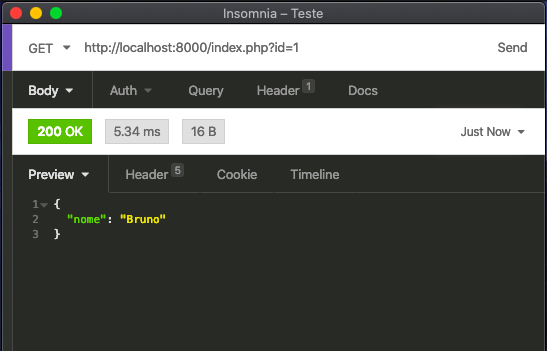 Insomnia – Teste
GET http://localhost:8000/index.php?id=1 Send
Body Auth Query Header 1 Docs
200 OK 5.34 ms 16 B Just Now
Preview Header 5 Cookie Timeline
1 {
2 "nome": "Bruno"
3 }